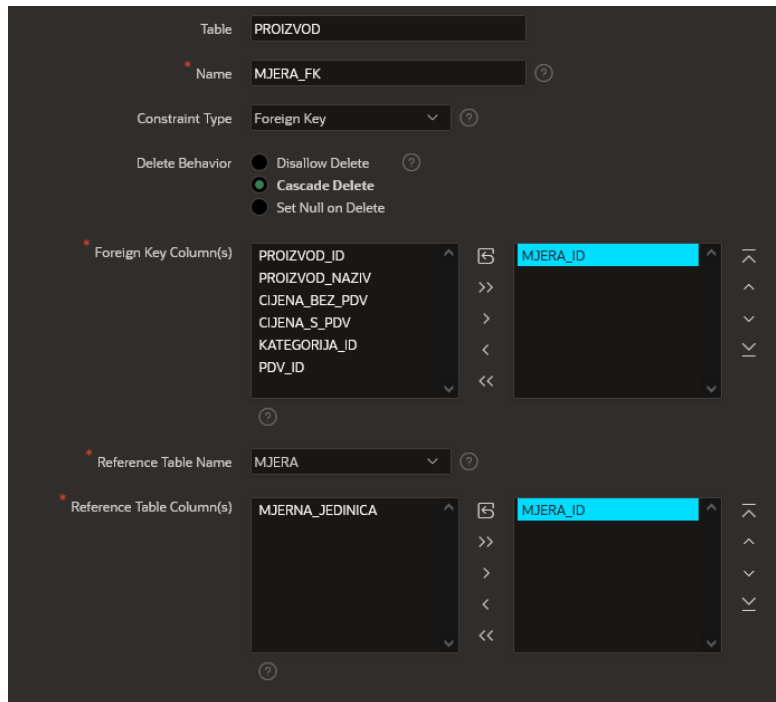 Table PROIZVOD
* Name MJERA_FK ?
Constraint Type Foreign Key ?
Delete Behavior Disallow Delete ?
Cascade Delete
Set Null on Delete
* Foreign Key Column(s) PROIZVOD_ID MJERA_ID
PROIZVOD_NAZIV >>
CIJENA_BEZ_PDV
CIJENA_S_PDV >
KATEGORIJA_ID <
PDV_ID <<
?
* Reference Table Name MJERA ?
* Reference Table Column(s) MJERNA_JEDINICA MJERA_ID
>>
>
<
<<
?